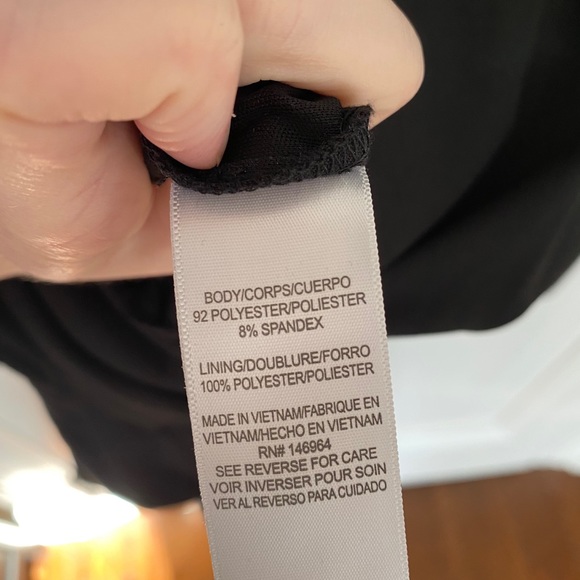 BODY/CORPS/CUERPO
92 POLYESTER/POLIESTER
8% SPANDEX
LINING/DOUBLURE/FORRO
100% POLYESTER/POLIESTER
MADE IN VIETNAM/FABRIQUE EN
VIETNAM/HECHO EN VIETNAM
RN# 146964
SEE REVERSE FOR CARE
VOIR INVERSER POUR SOIN
VER AL REVERSO PARA CUIDADO